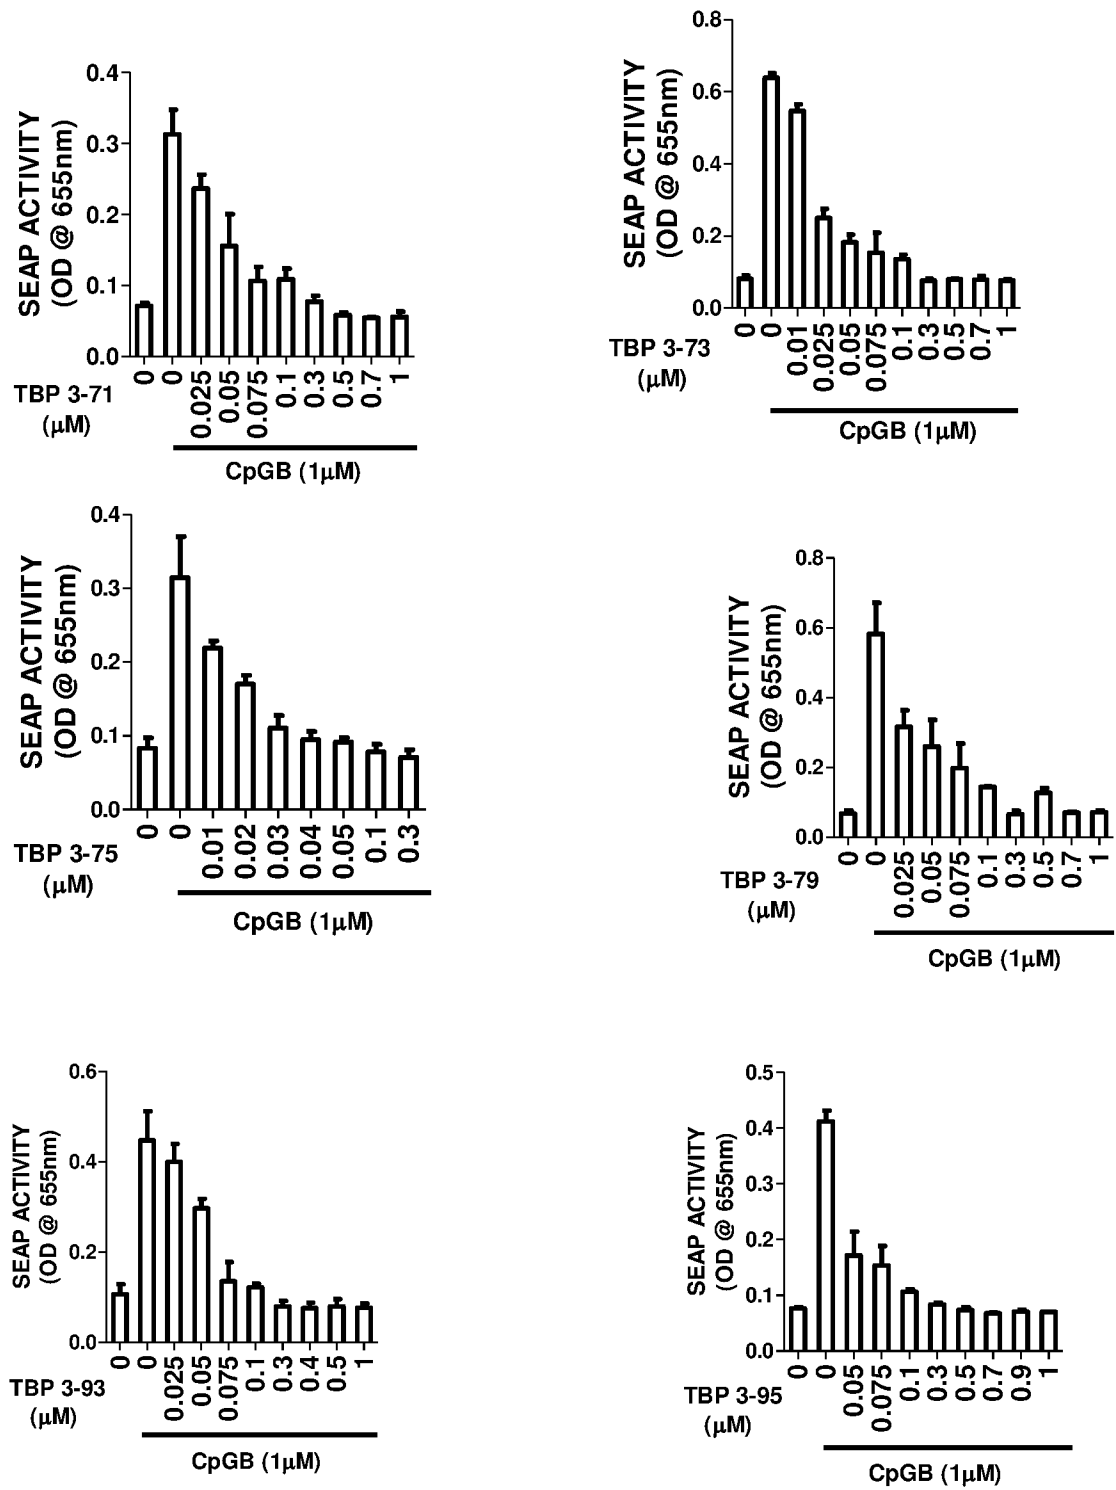 SEAP ACTIVITY
(OD @ 655nm)
0.4
0.3
0.2
0.1
0.0
0 0 0.025 0.05 0.075 0.1 0.3 0.5 0.7 1
TBP 3-71
(μM)
CpGB (1μM)
SEAP ACTIVITY
(OD @ 655nm)
0.8
0.6
0.4
0.2
0.0
0 0 0.01 0.025 0.05 0.075 0.1 0.3 0.5 0.7 1
TBP 3-73
(μM)
CpGB (1μM)
SEAP ACTIVITY
(OD @ 655nm)
0.4
0.3
0.2
0.1
0.0
0 0 0.01 0.02 0.03 0.04 0.05 0.1 0.3
TBP 3-75
(μM)
CpGB (1μM)
SEAP ACTIVITY
(OD @ 655nm)
0.8
0.6
0.4
0.2
0.0
0 0 0.025 0.05 0.075 0.1 0.3 0.5 0.7 1
TBP 3-79
(μM)
CpGB (1μM)
SEAP ACTIVITY
(OD @ 655nm)
0.6
0.4
0.2
0.0
0 0 0.025 0.05 0.075 0.1 0.3 0.4 0.5 1
TBP 3-93
(μM)
CpGB (1μM)
SEAP ACTIVITY
(OD @ 655nm)
0.5
0.4
0.3
0.2
0.1
0.0
0 0 0.05 0.075 0.1 0.3 0.5 0.7 0.9 1
TBP 3-95
(μM)
CpGB (1μM)